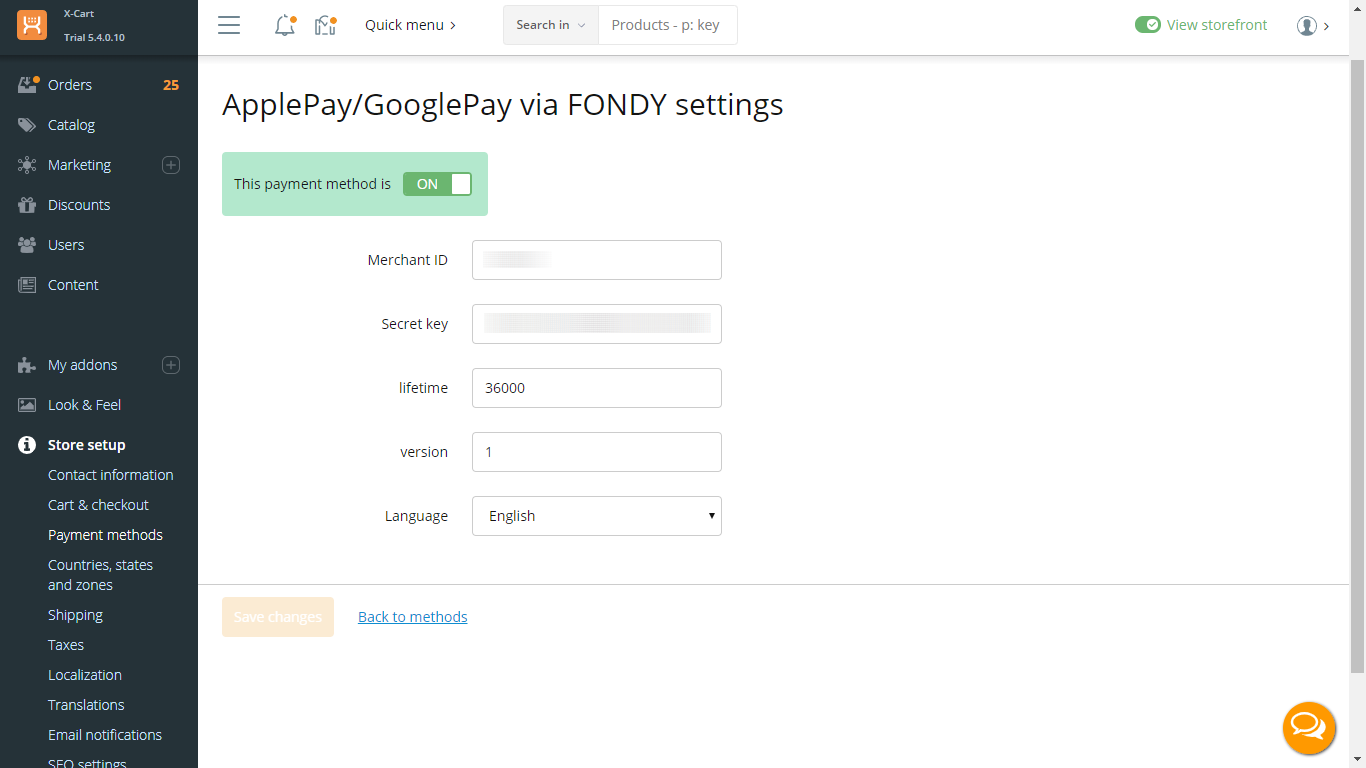 X-Cart
Trial 5.4.0.10
Quick menu
Search in
Products - p: key
View storefront
Orders 25
Catalog
Marketing
Discounts
Users
Content
My addons
Look & Feel
Store setup
Contact information
Cart & checkout
Payment methods
Countries, states
and zones
Shipping
Taxes
Localization
Translations
Email notifications
SEO settings
ApplePay/GooglePay via FONDY settings
This payment method is ON
Merchant ID
Secret key
lifetime 36000
version 1
Language English
Save changes
Back to methods